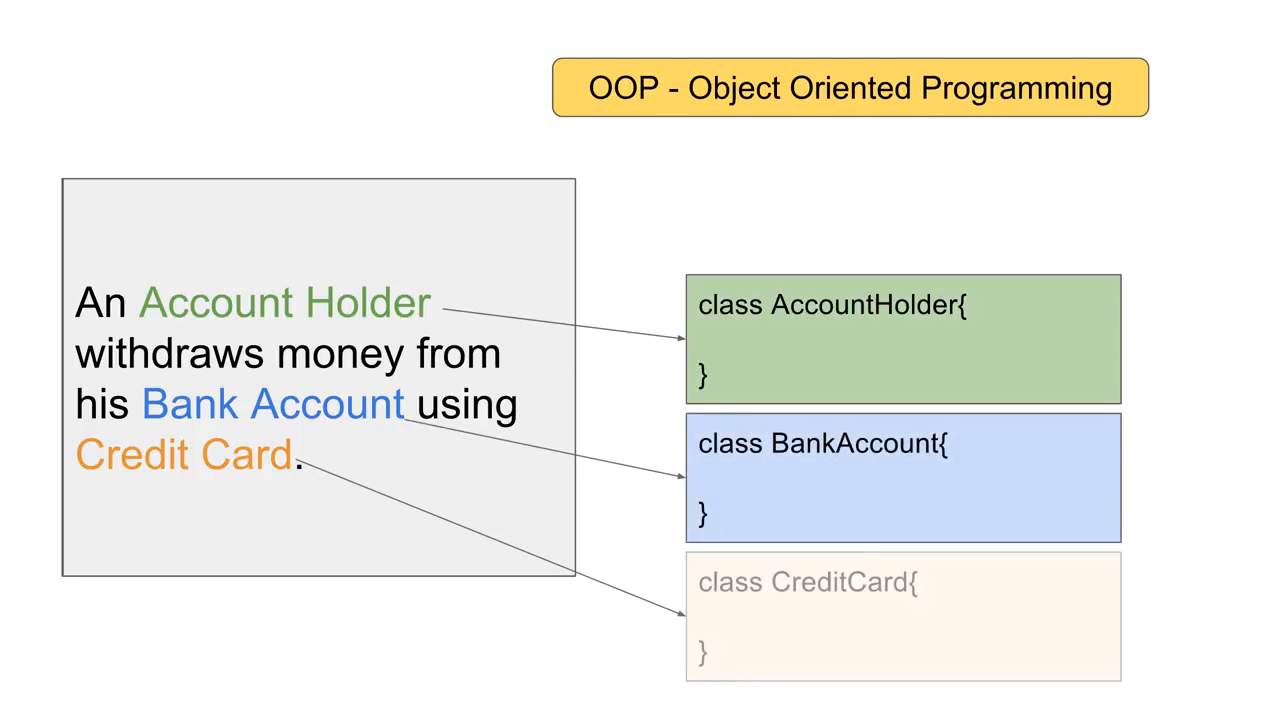 OOP - Object Oriented Programming
An Account Holder
withdraws money from
his Bank Account using
Credit Card.
class AccountHolder{
}
class BankAccount{
}
class CreditCard{
}